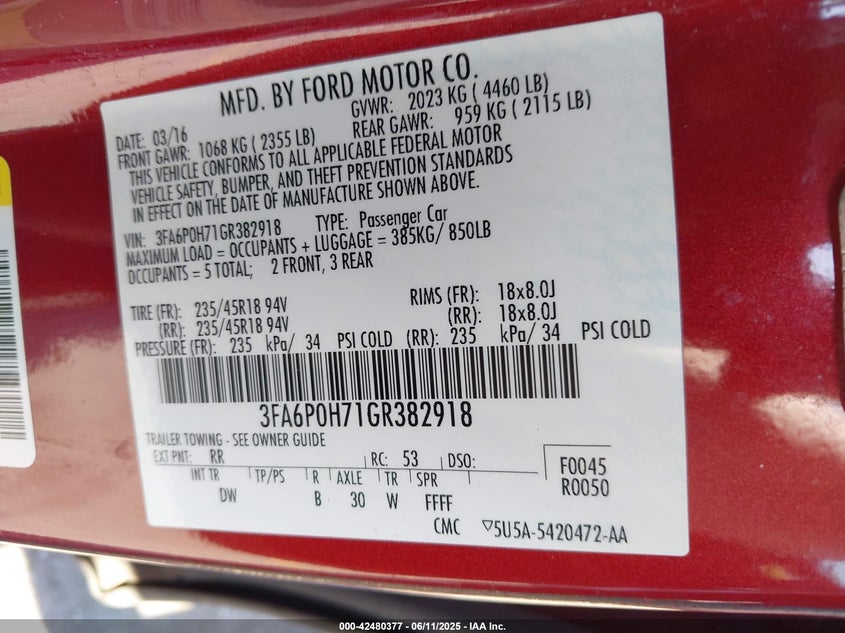 MFD. BY FORD MOTOR CO.
DATE: 03/16 GVWR: 2023 KG ( 4460 LB)
FRONT GAWR: 1068 KG ( 2355 LB) REAR GAWR: 959 KG ( 2115 LB)
THIS VEHICLE CONFORMS TO ALL APPLICABLE FEDERAL MOTOR
VEHICLE SAFETY, BUMPER, AND THEFT PREVENTION STANDARDS
IN EFFECT ON THE DATE OF MANUFACTURE SHOWN ABOVE.
VIN: 3FA6P0H71GR382918 TYPE: Passenger Car
MAXIMUM LOAD = OCCUPANTS + LUGGAGE = 385KG/ 850LB
OCCUPANTS = 5 TOTAL; 2 FRONT, 3 REAR
TIRE (FR): 235/45R18 94V RIMS (FR): 18x8.0J
(RR): 235/45R18 94V (RR): 18x8.0J
PRESSURE (FR): 235 kPa/ 34 PSI COLD (RR): 235 kPa/ 34 PSI COLD
3FA6P0H71GR382918
TRAILER TOWING - SEE OWNER GUIDE
EXT PNT: RR RC: 53 DSO: F0045
INT TR TP/PS R AXLE TR SPR R0050
DW B 30 W FFFF
CMC 5U5A-5420472-AA
000-42480377 - 06/11/2025 - IAA Inc.